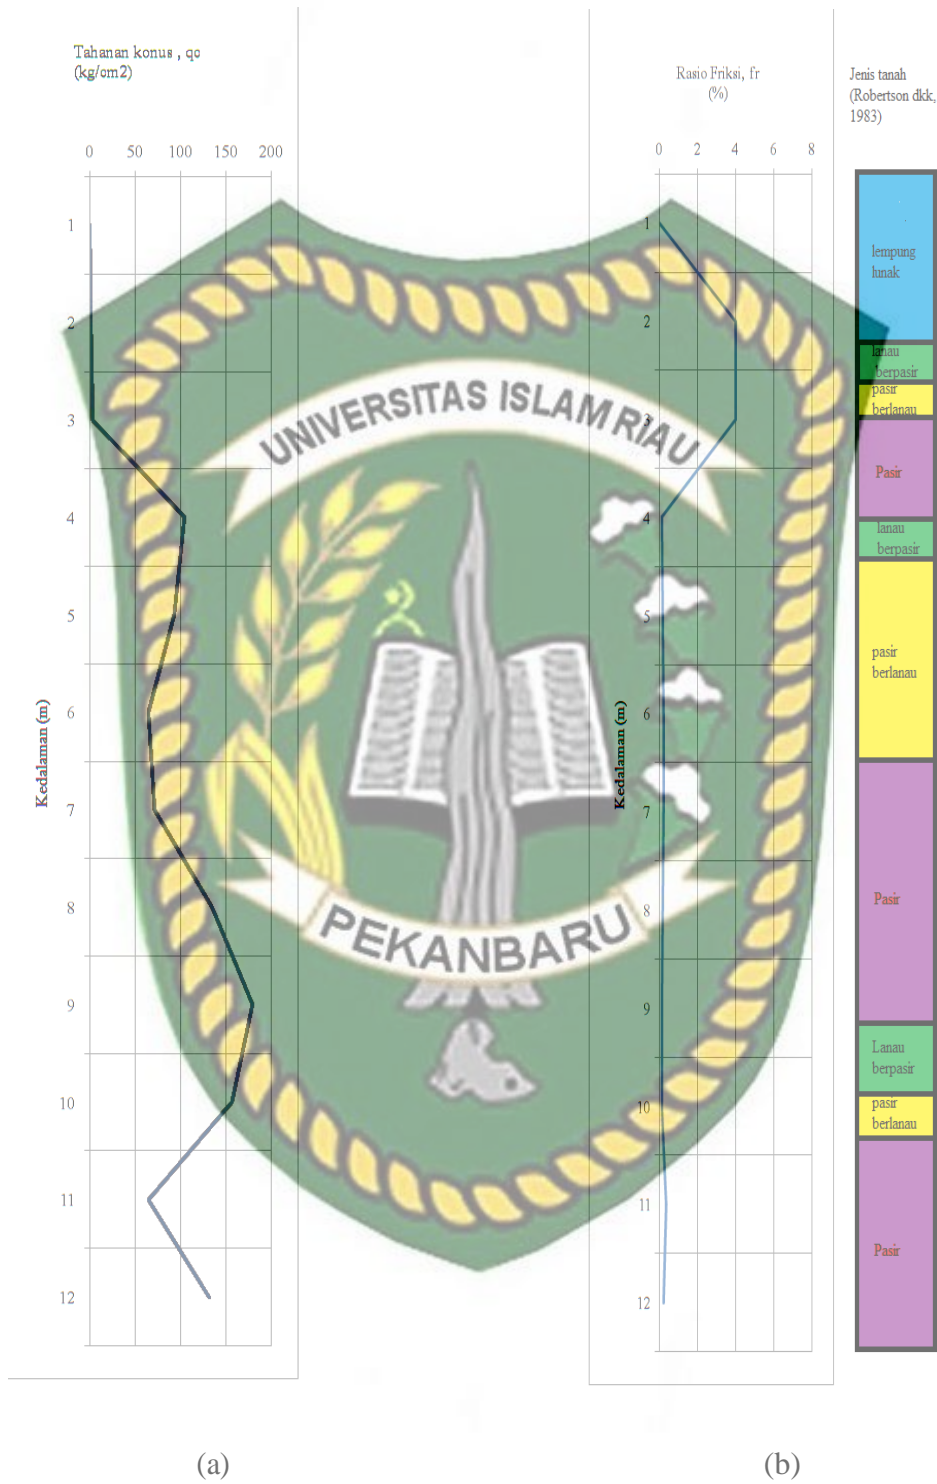 Tahanan konus , qc
(kg/cm2)
0 50 100 150 200
1
2
3
4
5
6
7
8
9
10
11
12
Kedalaman (m)
Rasio Friksi, fr
(%)
0 2 4 6 8
1
2
3
4
5
6
7
8
9
10
11
12
Kedalaman (m)
Jenis tanah
(Robertson dkk,
1983)
lempung
lunak
lanau
berpasir
pasir
berlanau
Pasir
lanau
berpasir
pasir
berlanau
Pasir
Lanau
berpasir
pasir
berlanau
Pasir
UNIVERSITAS ISLAM RIAU
PEKANBARU
(a)
(b)